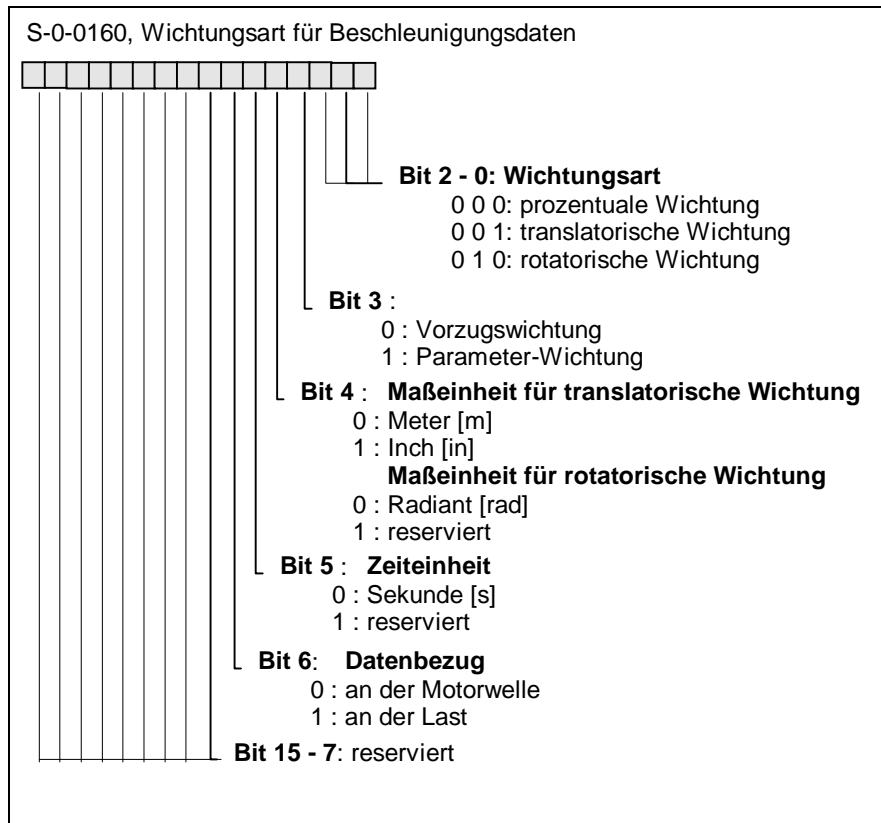 S-0-0160, Wichtungsart für Beschleunigungsdaten
Bit 2 - 0: Wichtungsart
0 0 0: prozentuale Wichtung
0 0 1: translatorische Wichtung
0 1 0: rotatorische Wichtung
Bit 3 :
0 : Vorzugswichtung
1 : Parameter-Wichtung
Bit 4 : Maßeinheit für translatorische Wichtung
0 : Meter [m]
1 : Inch [in]
Maßeinheit für rotatorische Wichtung
0 : Radiant [rad]
1 : reserviert
Bit 5 : Zeiteinheit
0 : Sekunde [s]
1 : reserviert
Bit 6: Datenbezug
0 : an der Motorwelle
1 : an der Last
Bit 15 - 7: reserviert